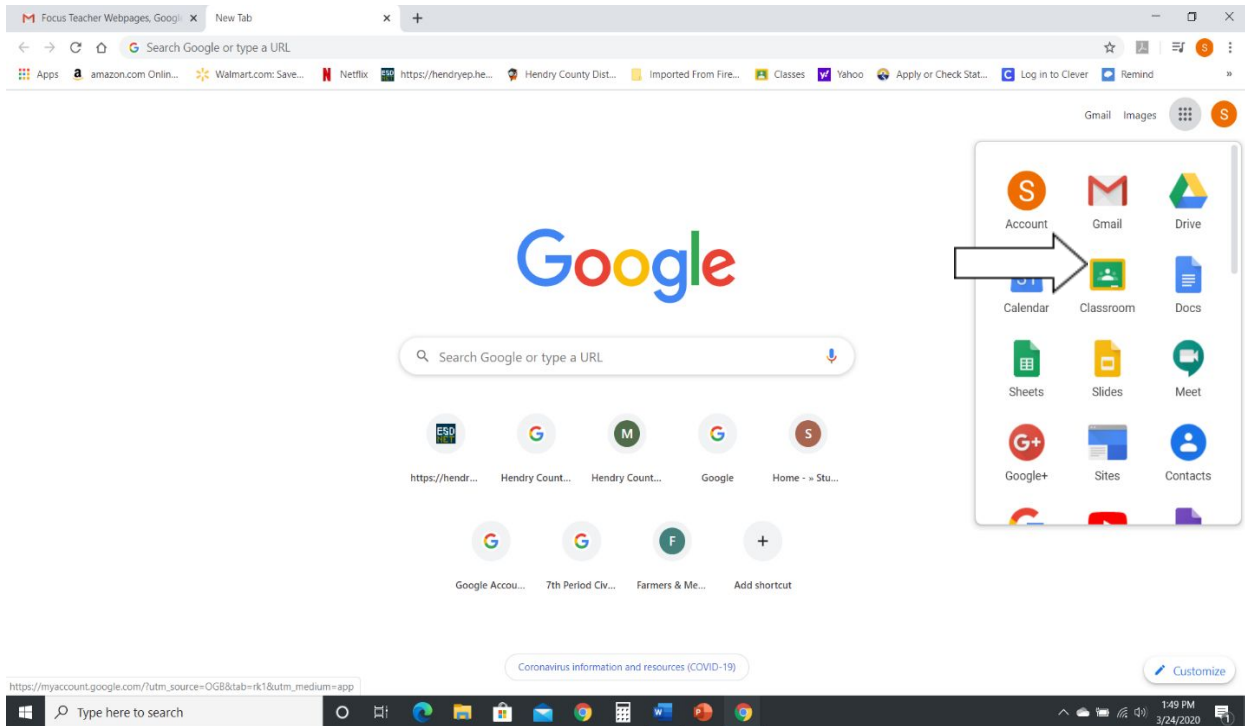 Focus Teacher Webpages, Googl
New Tab
Search Google or type a URL
S
Apps
amazon.com Onlin...
Walmart.com: Save...
Netflix
https://hendryep.he...
Hendry County Dist...
Imported From Fire...
Classes
Yahoo
Apply or Check Stat...
Log in to Clever
Remind
»
Gmail Images
S
S
Account Gmail Drive
31
Calendar Classroom Docs
Sheets Slides Meet
G+
Google+ Sites Contacts
Google
Search Google or type a URL
ESD
NET
G
M
G
S
https://hendr... Hendry Count... Hendry Count... Google Home - » Stu...
G
G
F
Google Accou... 7th Period Civ... Farmers & Me... Add shortcut
Coronavirus information and resources (COVID-19)
Customize
https://myaccount.google.com/?utm_source=OGB&tab=rk1&utm_medium=app
Type here to search
1:49 PM
3/24/2020